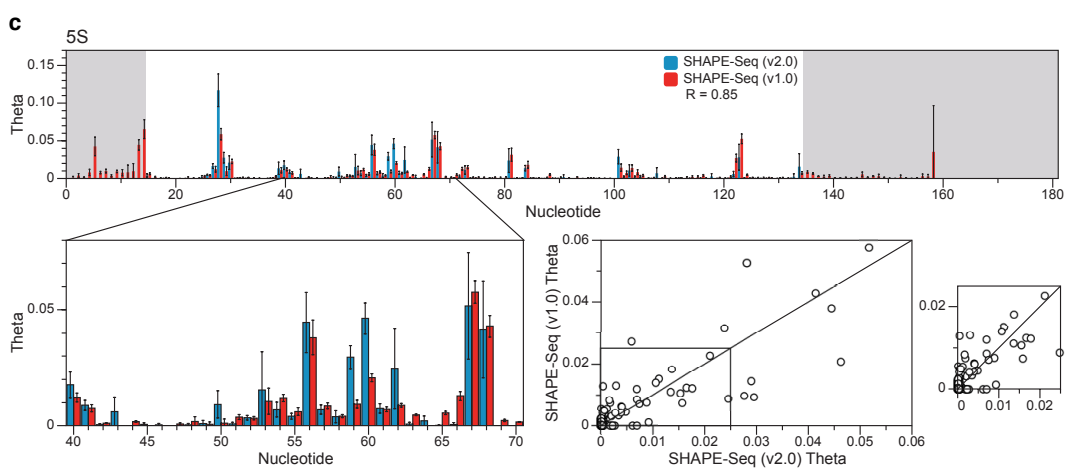 c
5S
0.15
0.10
0.05
0
Theta
SHAPE-Seq (v2.0)
SHAPE-Seq (v1.0)
R = 0.85
0 20 40 60 80 100 120 140 160 180
Nucleotide
0.05
0
Theta
40 45 50 55 60 65 70
Nucleotide
0.06
0.04
0.02
0
SHAPE-Seq (v1.0) Theta
0 0.01 0.02 0.03 0.04 0.05 0.06
SHAPE-Seq (v2.0) Theta
0.02
0
0 0.01 0.02